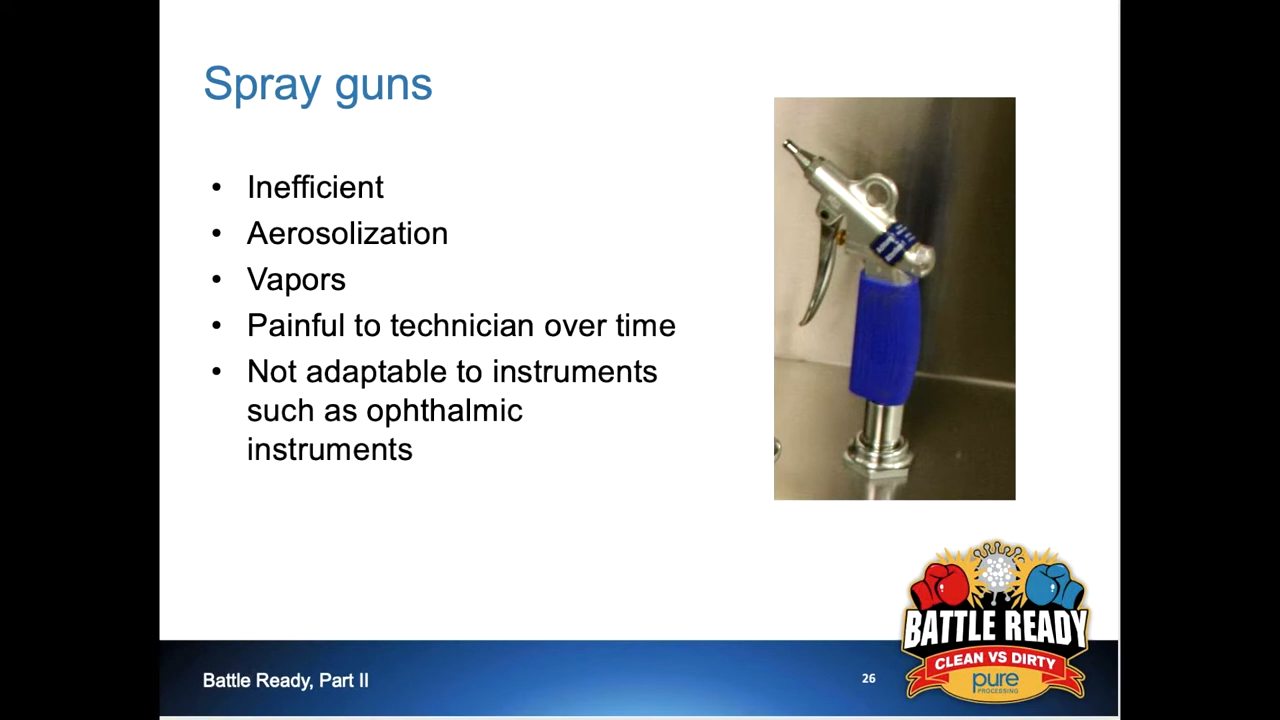 Spray guns
• Inefficient
• Aerosolization
• Vapors
• Painful to technician over time
• Not adaptable to instruments
such as ophthalmic
instruments
BATTLE READY
CLEAN VS DIRTY
pure
PROCESSING
Battle Ready, Part II
26